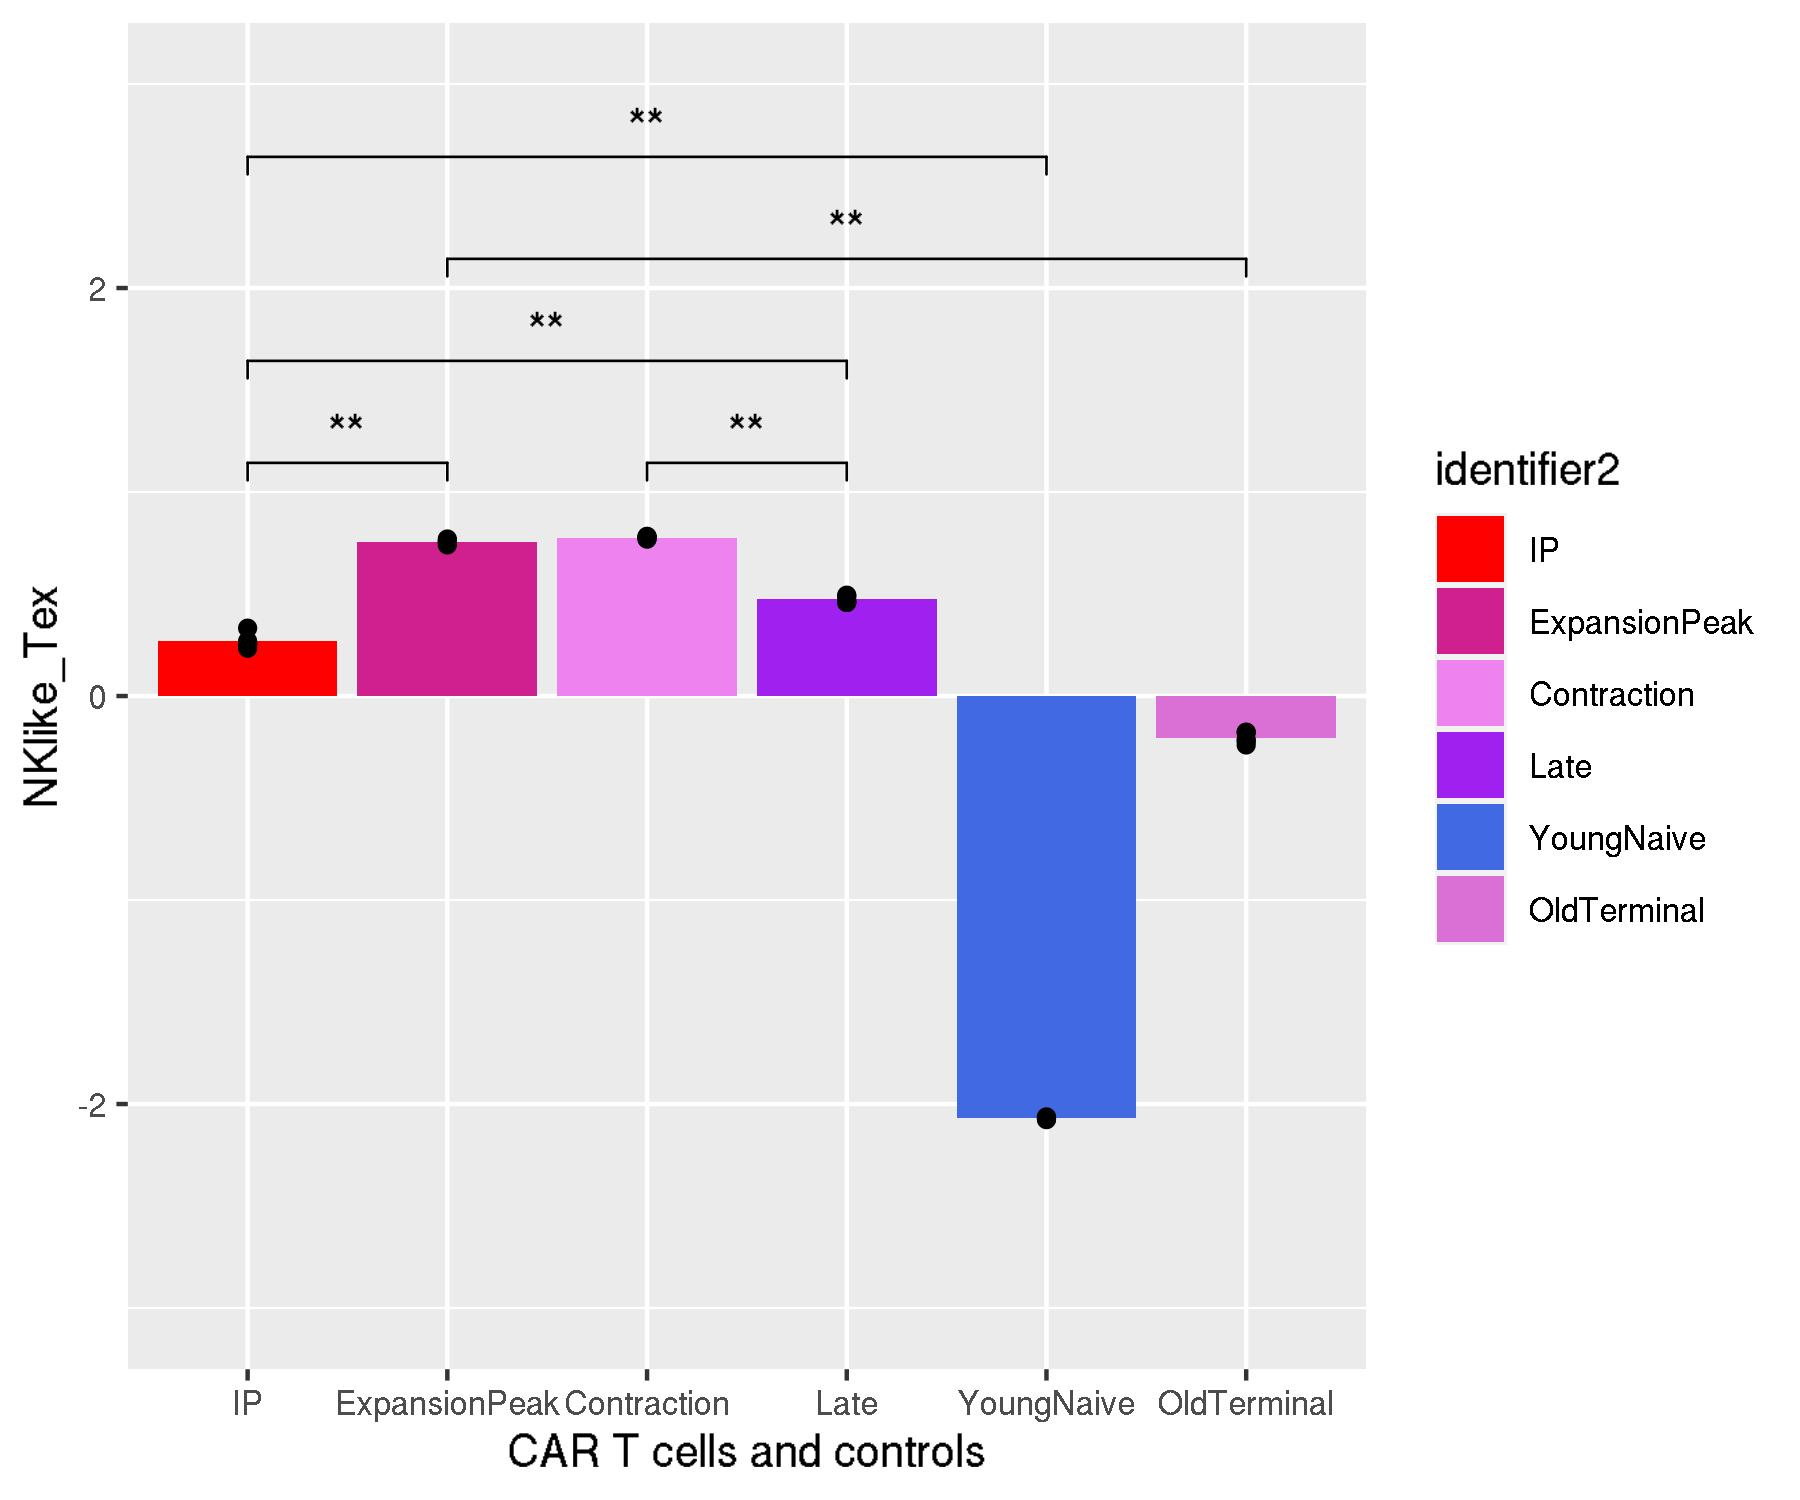 **
**
**
** **
2
0
-2
NKlike_Tex
IP ExpansionPeak Contraction Late YoungNaive OldTerminal
CAR T cells and controls
identifier2
IP
ExpansionPeak
Contraction
Late
YoungNaive
OldTerminal